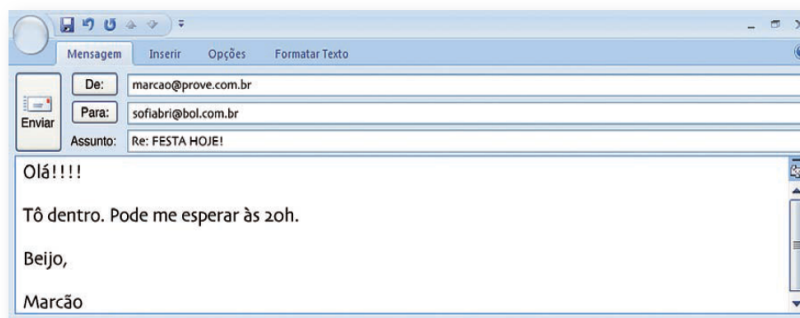 Mensagem Inserir Opções Formatar Texto
De: marcao@prove.com.br
Enviar
Para: sofiabri@bol.com.br
Assunto: Re: FESTA HOJE!
Olá!!!!
Tô dentro. Pode me esperar às 20h.
Beijo,
Marcão